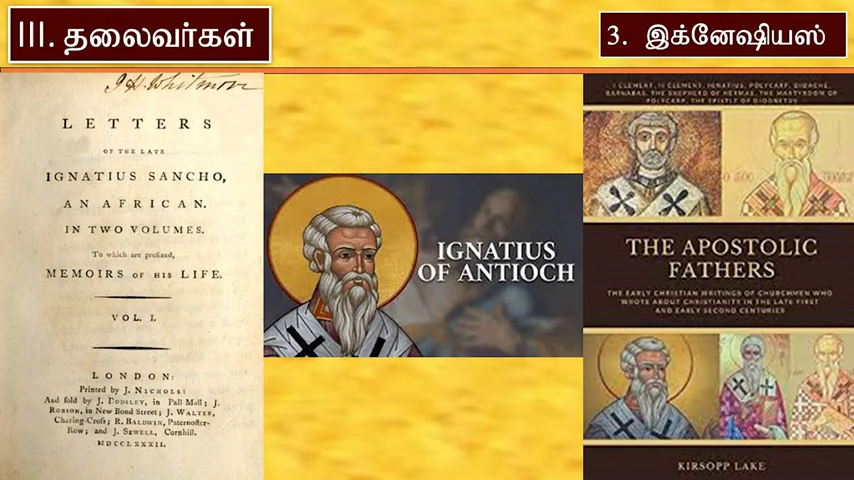 III. தலைவர்கள்
3. இக்னேஷியஸ்
J H Whitmore
LETTERS
OF THE LATE
IGNATIUS SANCHO,
AN AFRICAN.
IN TWO VOLUMES.
To which are prefixed,
MEMOIRS OF HIS LIFE.
VOL. I.
LONDON:
Printed by J. NICHOLS:
And sold by J. DODSLEY, in Pall Mall; J.
ROBSON, in New Bond Street; J. WALTER,
Charing-Cross; R. BALDWIN, Paternoster-
Row; and J. SEWELL, Cornhill.
MDCCLXXXII.
IGNATIUS
OF ANTIOCH
I CLEMENT, II CLEMENT, IGNATIUS, POLYCARP, DIDACHE,
BARNABAS, THE SHEPHERD OF HERMAS, THE MARTYRDOM OF
POLYCARP, THE EPISTLE OF DIOGNETUS
THE APOSTOLIC
FATHERS
THE EARLY CHRISTIAN WRITINGS OF CHURCHMEN WHO
WROTE ABOUT CHRISTIANITY IN THE LATE FIRST
AND EARLY SECOND CENTURIES
KIRSOPP LAKE